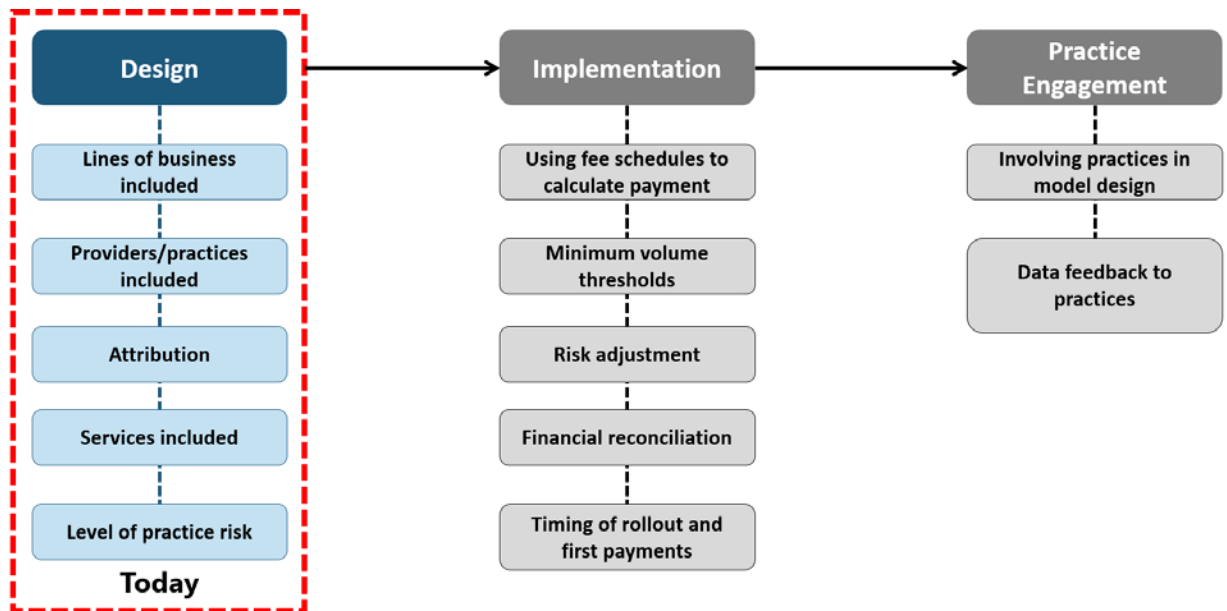 Design
Lines of business
included
Providers/practices
included
Attribution
Services included
Level of practice risk
Today
Implementation
Using fee schedules to
calculate payment
Minimum volume
thresholds
Risk adjustment
Financial reconciliation
Timing of rollout and
first payments
Practice
Engagement
Involving practices in
model design
Data feedback to
practices